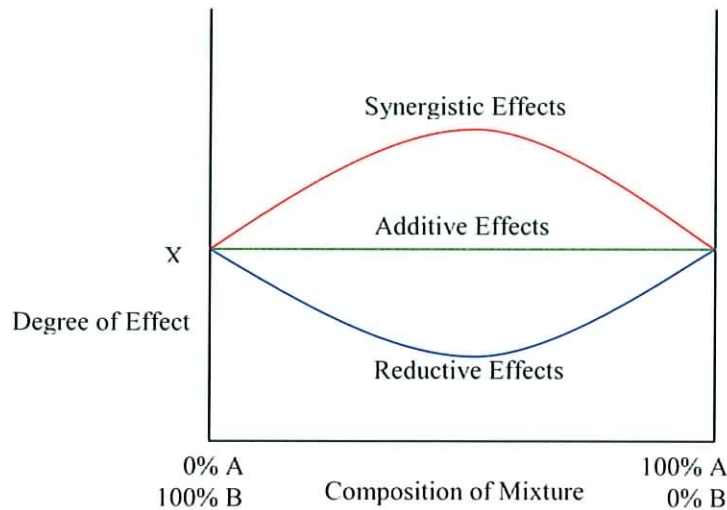 Synergistic Effects
Additive Effects
X
Degree of Effect
Reductive Effects
0% A
100% B
Composition of Mixture
100% A
0% B